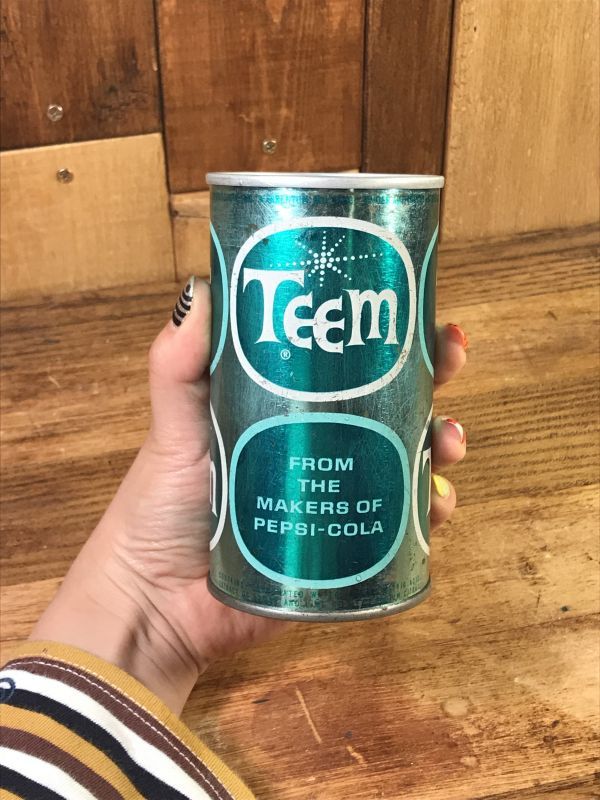 TEEM
®
FROM
THE
MAKERS OF
PEPSI-COLA